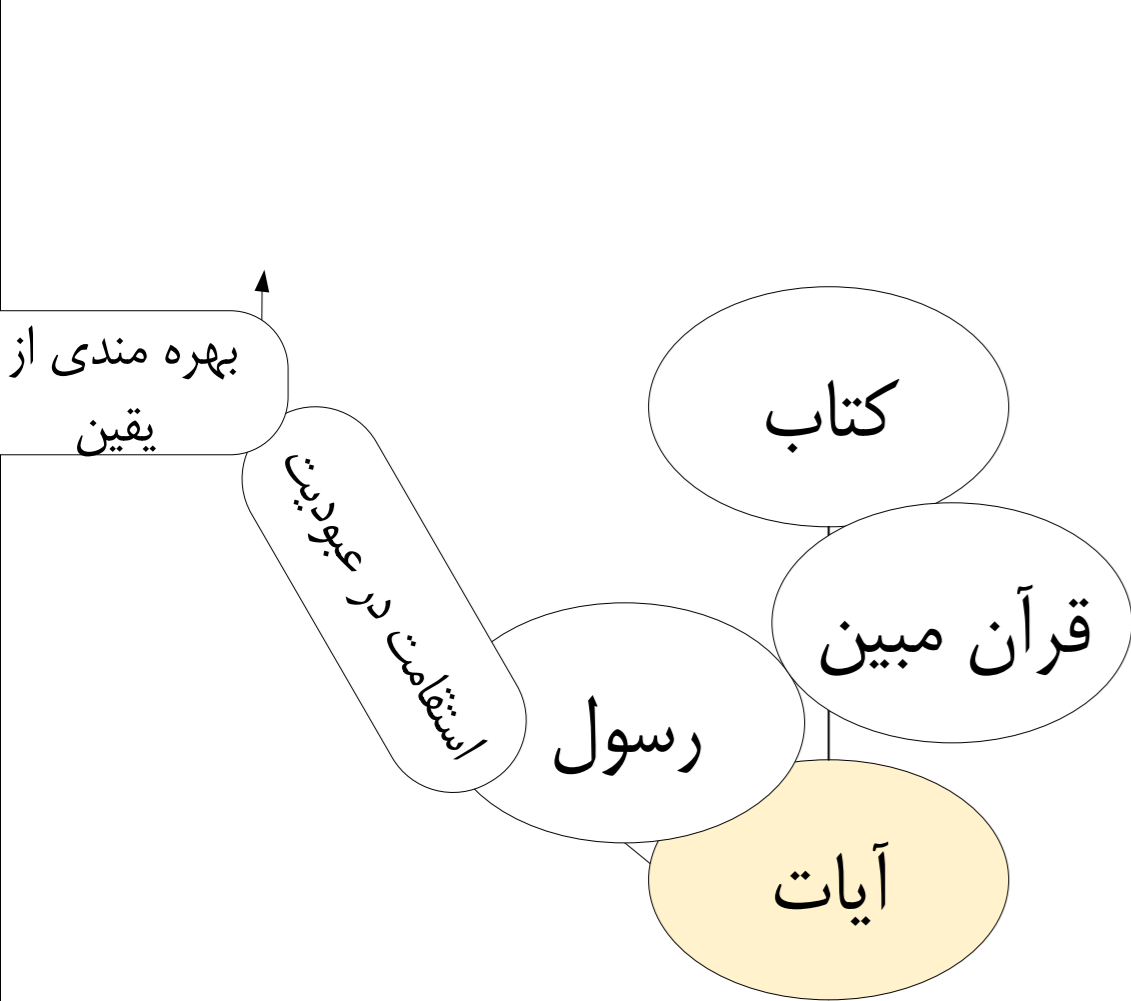 بهره مندی از
یقین
کتاب
استقامت در عبودیت
قرآن مبین
رسول
آیات